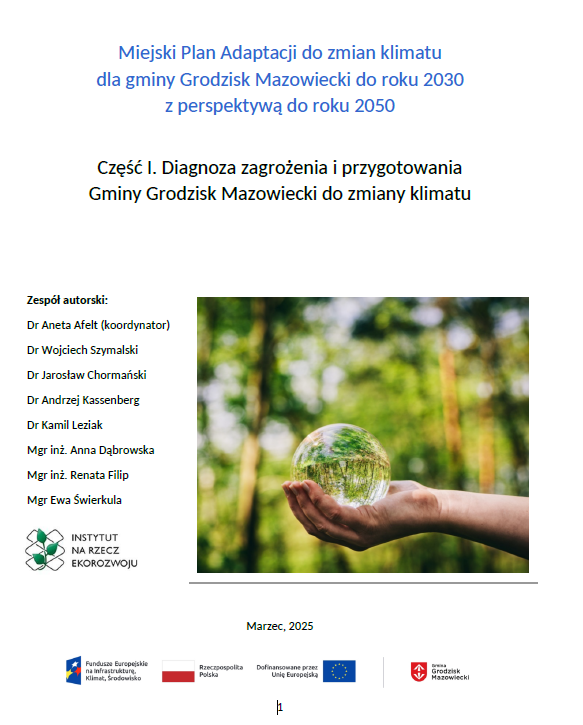 Miejski Plan Adaptacji do zmian klimatu
dla gminy Grodzisk Mazowiecki do roku 2030
z perspektywą do roku 2050
Część I. Diagnoza zagrożenia i przygotowania
Gminy Grodzisk Mazowiecki do zmiany klimatu
Zespół autorski:
Dr Aneta Afelt (koordynator)
Dr Wojciech Szymalski
Dr Jarosław Chormański
Dr Andrzej Kassenberg
Dr Kamil Leziak
Mgr inż. Anna Dąbrowska
Mgr inż. Renata Filip
Mgr Ewa Świerkula
INSTYTUT
NA RZECZ
EKOROZWOJU
Marzec, 2025
Fundusze Europejskie
na Infrastrukturę,
Klimat, Środowisko
Rzeczpospolita
Polska
Dofinansowane przez
Unię Europejską
Gmina
Grodzisk
Mazowiecki
1